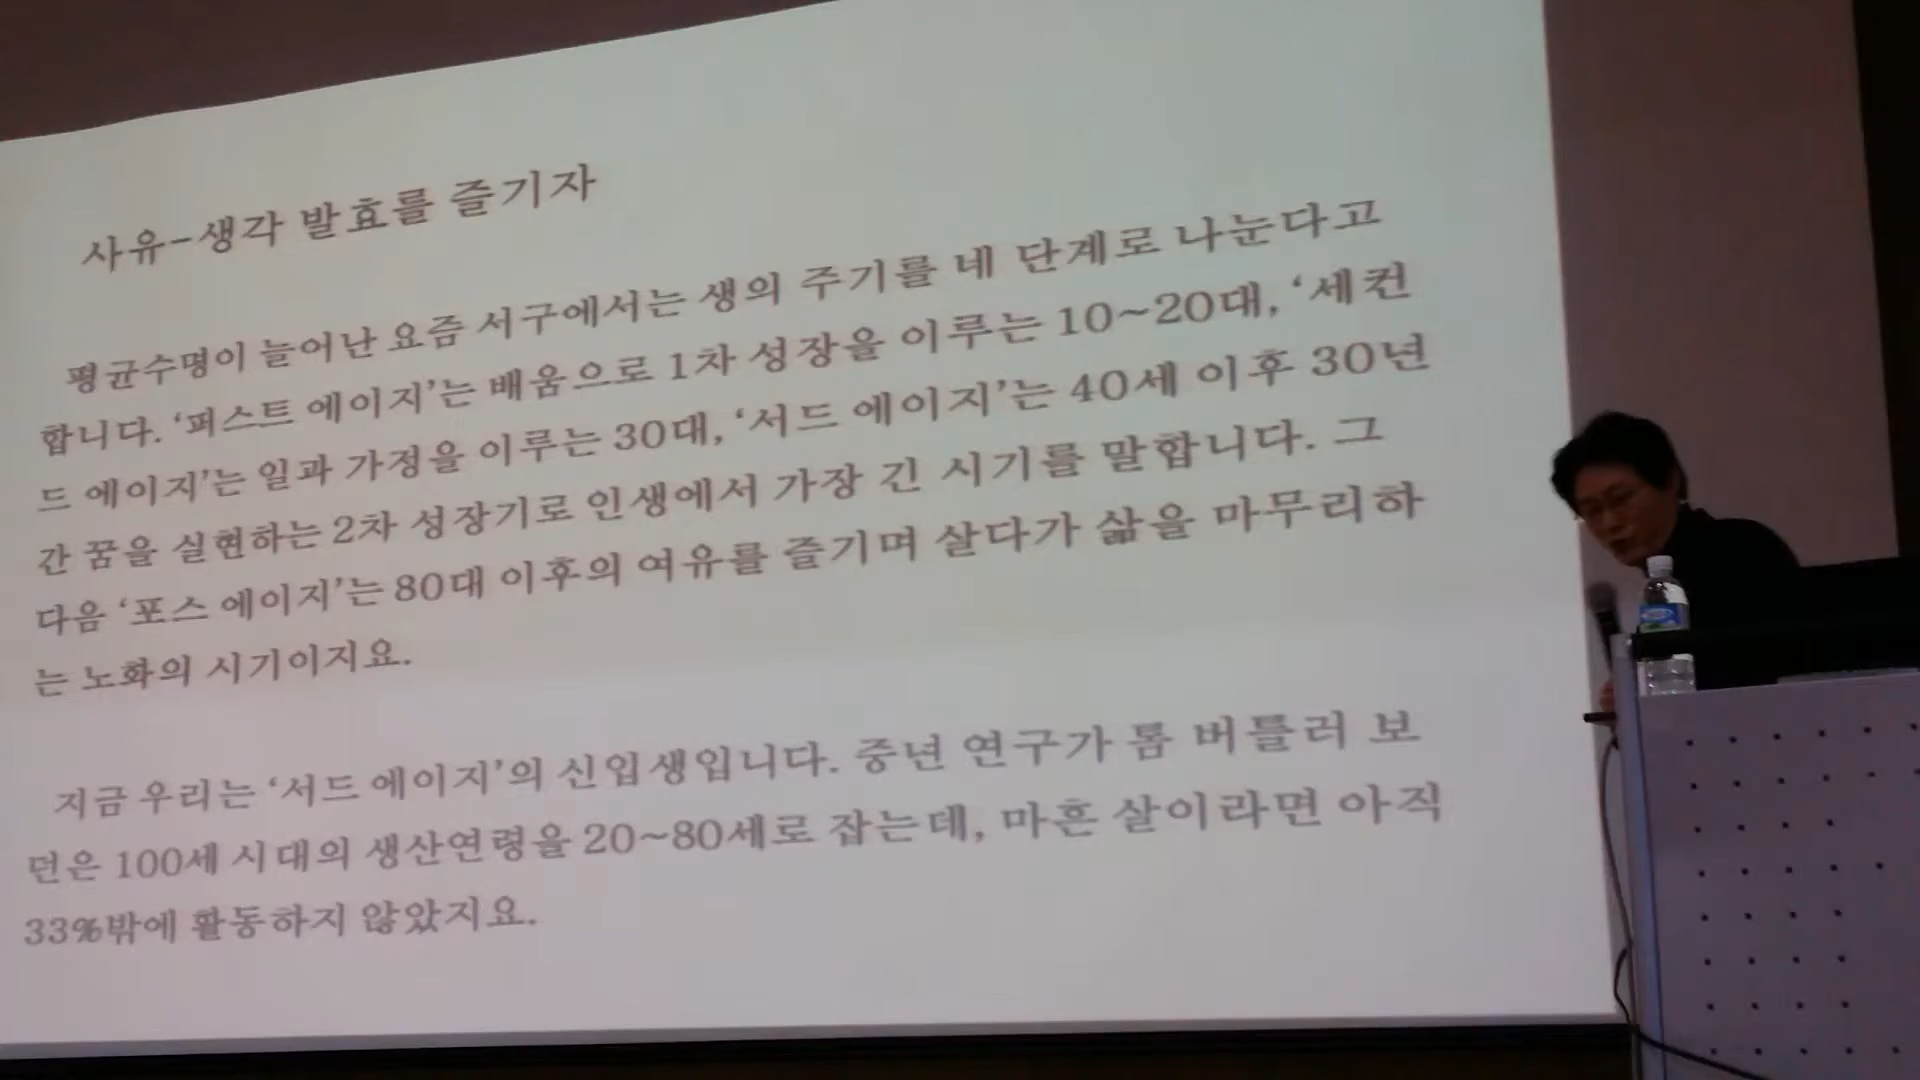 사유-생각 발효를 즐기자
평균수명이 늘어난 요즘 서구에서는 생의 주기를 네 단계로 나눈다고
합니다. ‘퍼스트 에이지’는 배움으로 1차 성장을 이루는 10~20대, ‘세컨
드 에이지’는 일과 가정을 이루는 30대, ‘서드 에이지’는 40세 이후 30년
간 꿈을 실현하는 2차 성장기로 인생에서 가장 긴 시기를 말합니다. 그
다음 ‘포스 에이지’는 80대 이후의 여유를 즐기며 살다가 삶을 마무리하
는 노화의 시기이지요.
지금 우리는 ‘서드 에이지’의 신입생입니다. 중년 연구가 톰 버틀러 보
던은 100세 시대의 생산연령을 20~80세로 잡는데, 마흔 살이라면 아직
33%밖에 활동하지 않았지요.